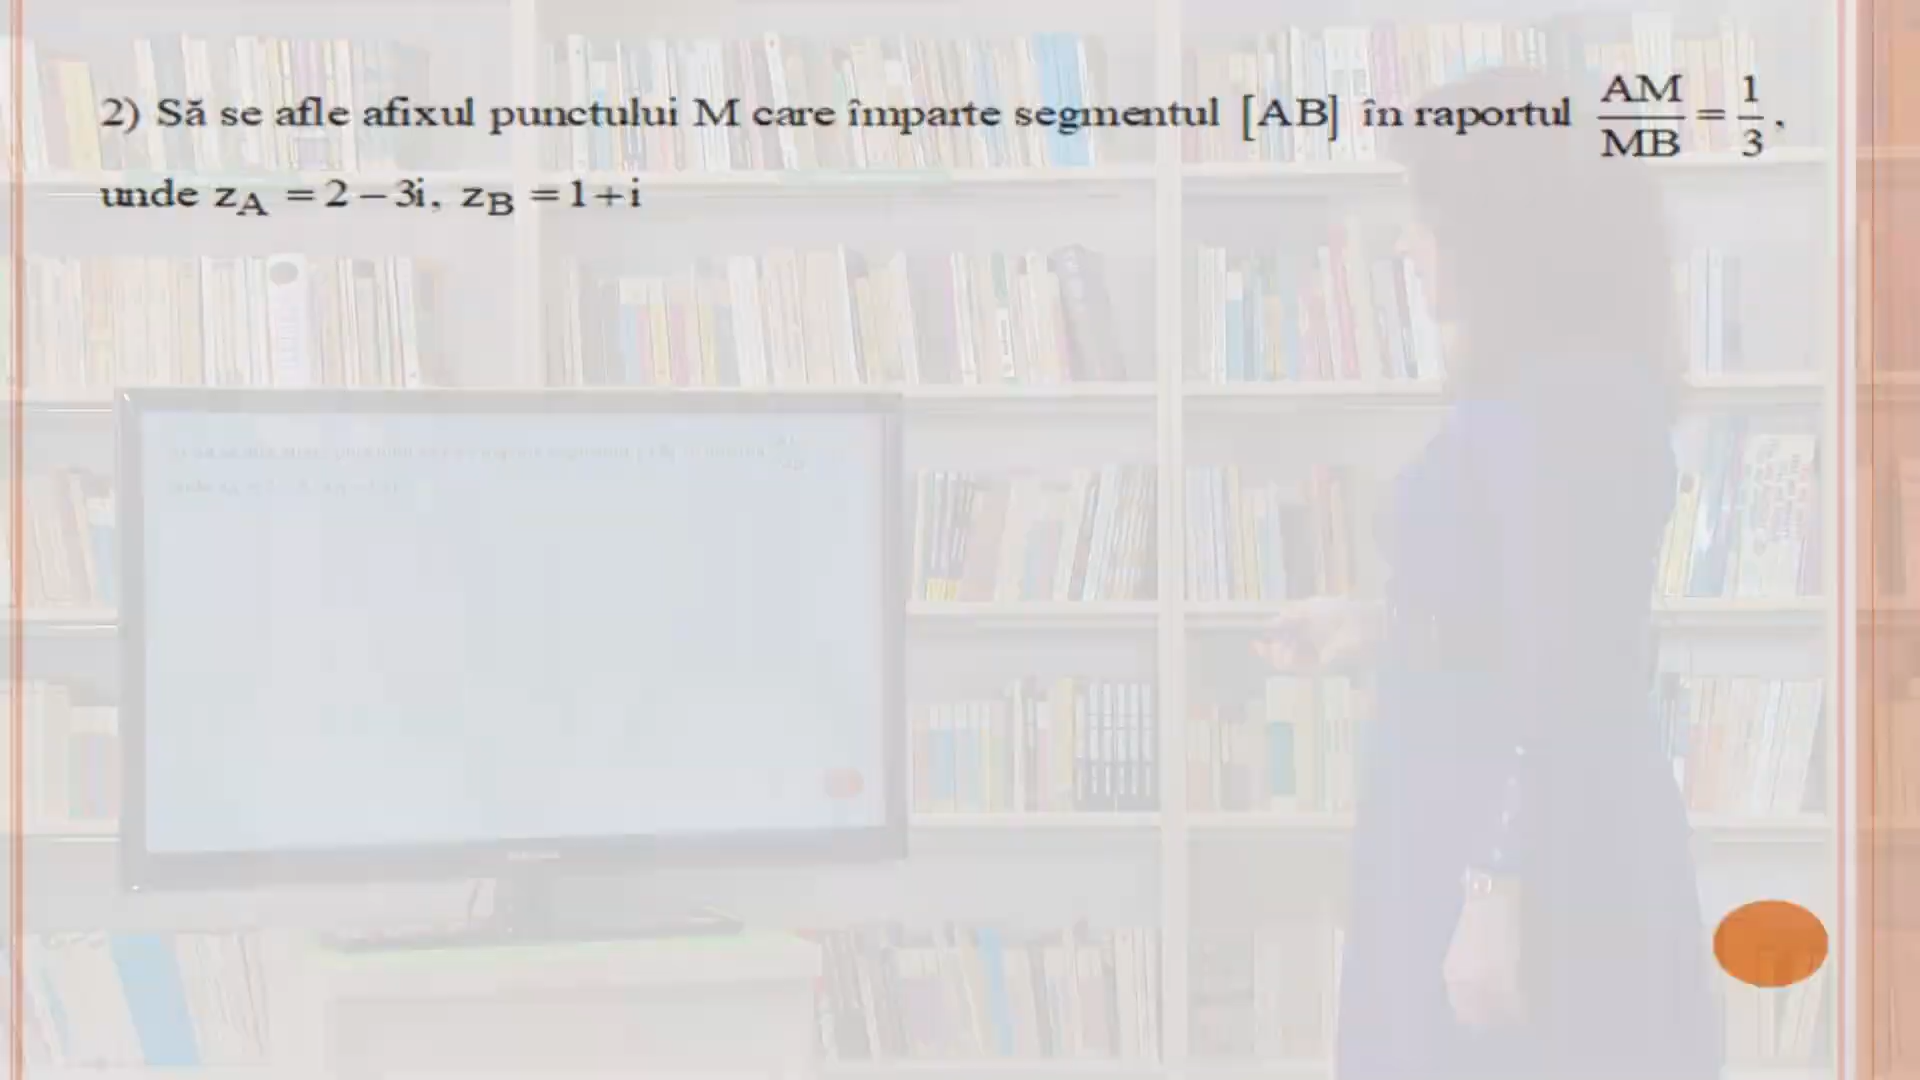 2) Să se afle afixul punctului M care împarte segmentul [AB] în raportul AM/MB = 1/3,
unde z_A = 2 − 3i, z_B = 1 + i